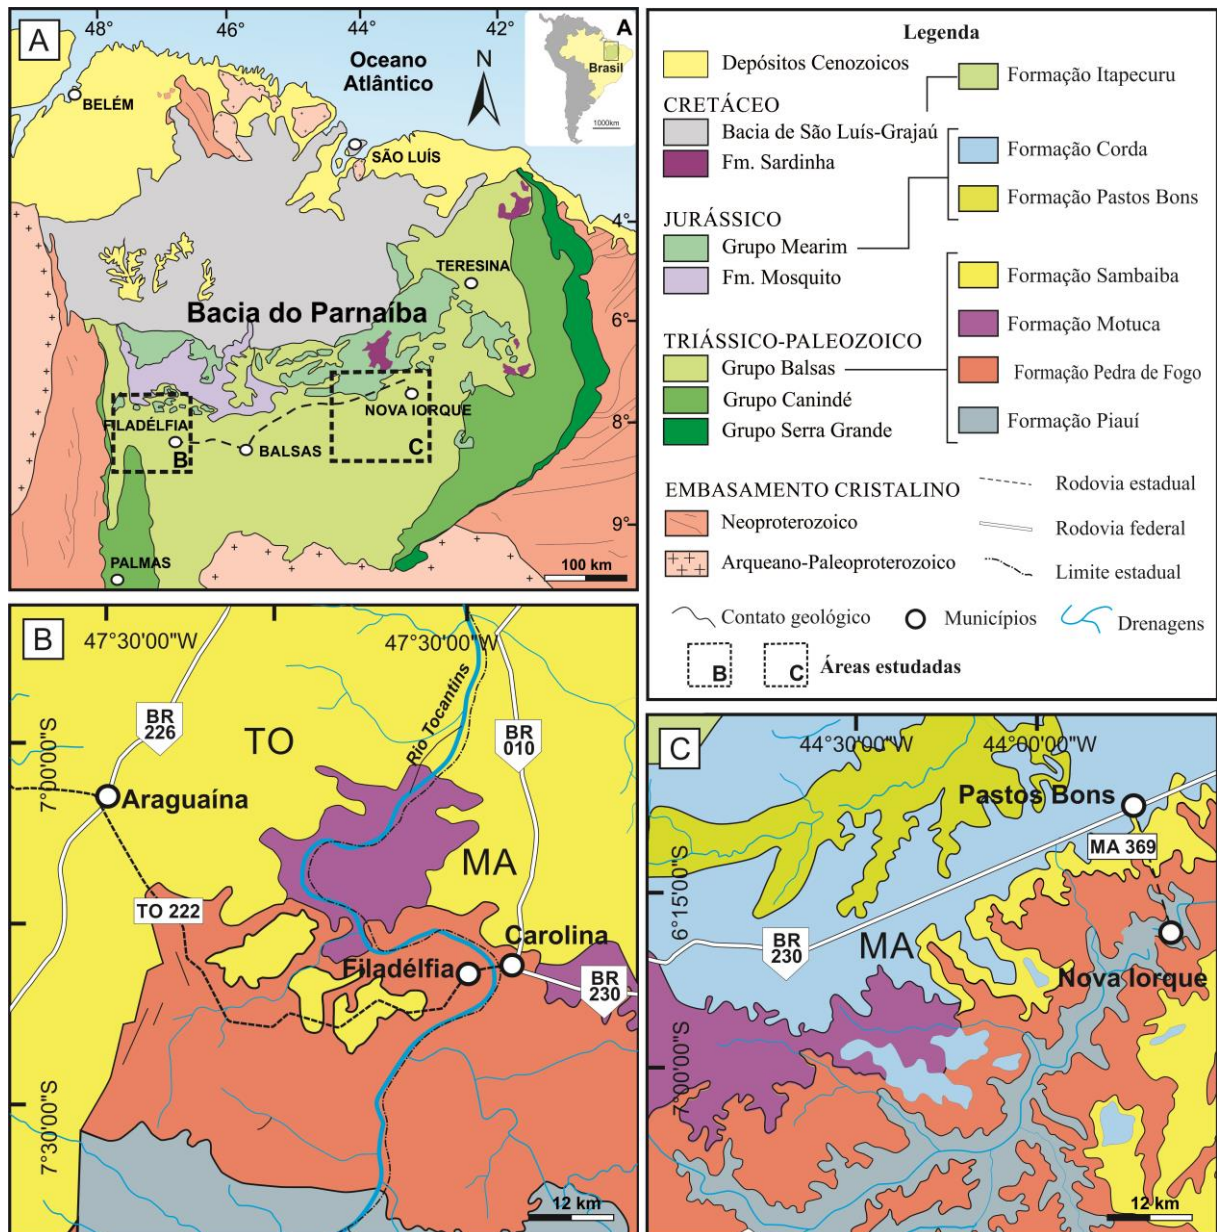 A
48°
46°
44°
42°
Oceano
Atlântico
N
A
Brasil
1000km
BELÉM
SÃO LUÍS
4°
TERESINA
Bacia do Parnaíba
6°
NOVA IORQUE
FILADÉLFIA
8°
BALSAS
B
C
9°
PALMAS
100 km
Legenda
Depósitos Cenozoicos
CRETÁCEO
Bacia de São Luís-Grajaú
Fm. Sardinha
JURÁSSICO
Grupo Mearim
Fm. Mosquito
TRIÁSSICO-PALEOZOICO
Grupo Balsas
Grupo Canindé
Grupo Serra Grande
EMBASAMENTO CRISTALINO
Neoproterozoico
Arqueano-Paleoproterozoico
Formação Itapecuru
Formação Corda
Formação Pastos Bons
Formação Sambaiba
Formação Motuca
Formação Pedra de Fogo
Formação Piauí
Rodovia estadual
Rodovia federal
Limite estadual
Contato geológico
Municípios
Drenagens
B
C
Áreas estudadas
B
47°30'00"W
47°30'00"W
BR
226
TO
Rio Tocantins
BR
010
7°00'00"S
Araguaína
MA
TO 222
Carolina
Filadélfia
BR
230
7°30'00"S
12 km
C
44°30'00"W
44°00'00"W
Pastos Bons
MA 369
6°15'00"S
BR
230
MA
Nova Iorque
7°00'00"S
12 km